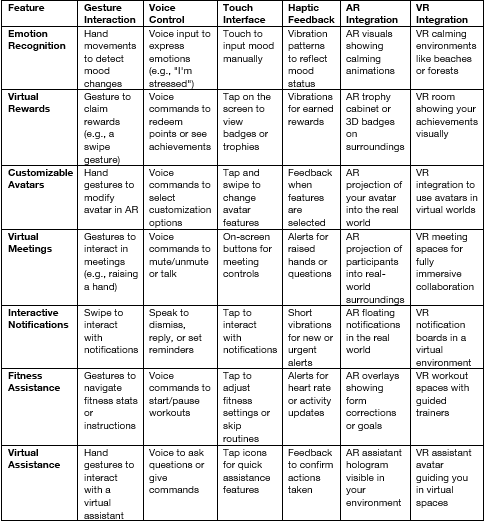 Feature
Gesture
Interaction
Voice
Control
Touch
Interface
Haptic
Feedback
AR
Integration
VR
Integration
Emotion
Recognition
Hand
movements
to detect
mood
changes
Voice input to
express
emotions
(e.g., "I'm
stressed")
Touch to
input mood
manually
Vibration
patterns
to reflect
mood
status
AR visuals
showing
calming
animations
VR calming
environments
like beaches
or forests
Virtual
Rewards
Gesture to
claim
rewards
(e.g., a
swipe
gesture)
Voice
commands
to redeem
points or see
achievements
Tap on the
screen to
view
badges or
trophies
Vibrations
for earned
rewards
AR trophy
cabinet or
3D badges
on
surroundings
VR room
showing your
achievements
visually
Customizable
Avatars
Hand
gestures to
modify
avatar in AR
Voice
commands to
select
customization
options
Tap and
swipe to
change
avatar
features
Feedback
when
features
are
selected
AR
projection of
your avatar
into the real
world
VR
integration to
use avatars in
virtual worlds
Virtual
Meetings
Gestures to
interact in
meetings
(e.g., raising
a hand)
Voice
commands to
mute/unmute
or talk
On-screen
buttons for
meeting
controls
Alerts for
raised
hands or
questions
AR
projection of
participants
into real-
world
surroundings
VR meeting
spaces for
fully
immersive
collaboration
Interactive
Notifications
Swipe to
interact
with
notifications
Speak to
dismiss,
reply, or set
reminders
Tap to
interact
with
notifications
Short
vibrations
for new or
urgent
alerts
AR floating
notifications
in the real
world
VR
notification
boards in a
virtual
environment
Fitness
Assistance
Gestures to
navigate
fitness stats
or
instructions
Voice
commands to
start/pause
workouts
Tap to
adjust
fitness
settings or
skip
routines
Alerts for
heart rate
or activity
updates
AR overlays
showing
form
corrections
or goals
VR workout
spaces with
guided
trainers
Virtual
Assistance
Hand
gestures to
interact
with a
virtual
assistant
Voice to ask
questions or
give
commands
Tap icons
for quick
assistance
features
Feedback
to confirm
actions
taken
AR assistant
hologram
visible in
your
environment
VR assistant
avatar
guiding you
in virtual
spaces